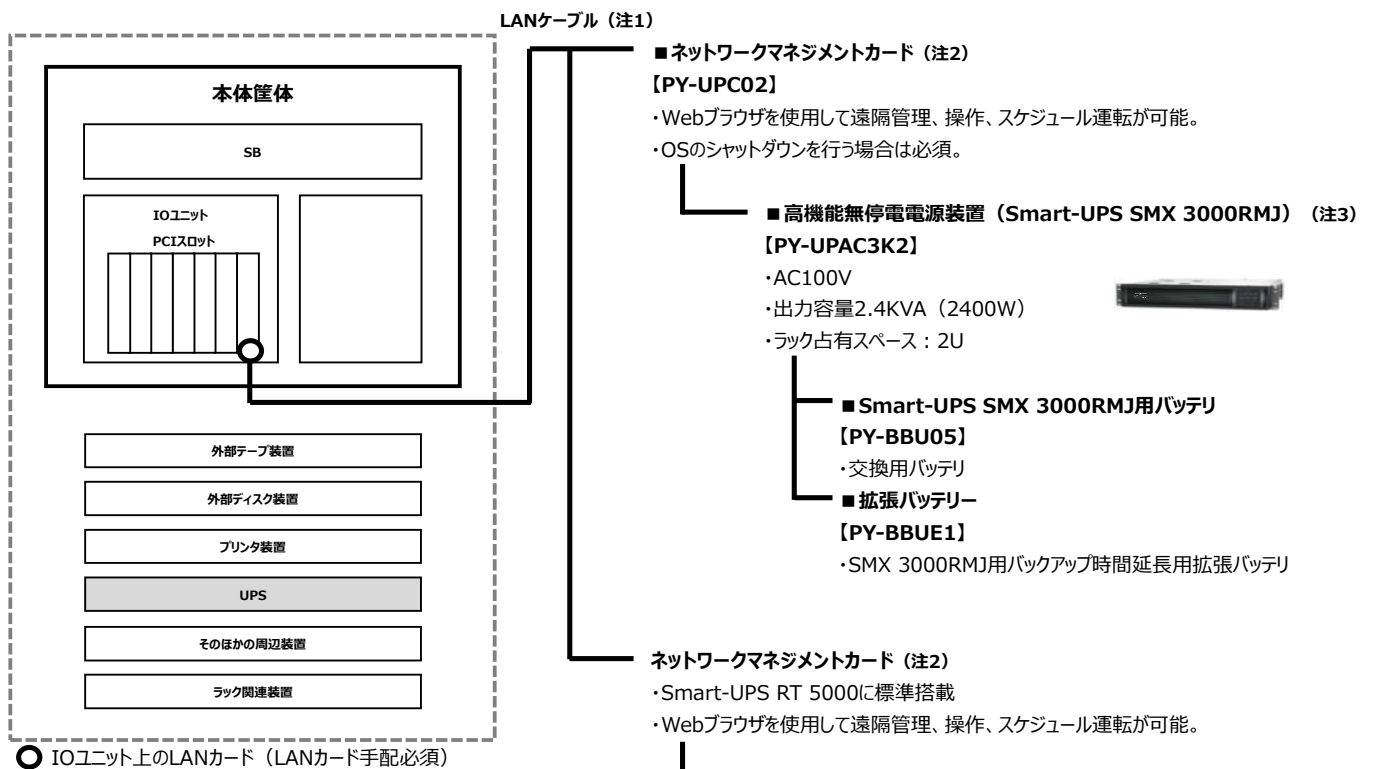 LANケーブル（注1）
本体筐体
SB
IOユニット
PCIスロット
外部テープ装置
外部ディスク装置
プリンタ装置
UPS
そのほかの周辺装置
ラック関連装置
IOユニット上のLANカード（LANカード手配必須）
■ネットワークマネジメントカード（注2）
【PY-UPC02】
・Webブラウザを使用して遠隔管理、操作、スケジュール運転が可能。
・OSのシャットダウンを行う場合は必須。
■高機能無停電電源装置（Smart-UPS SMX 3000RMJ）（注3）
【PY-UPAC3K2】
・AC100V
・出力容量2.4KVA（2400W）
・ラック占有スペース：2U
■Smart-UPS SMX 3000RMJ用バッテリ
【PY-BBU05】
・交換用バッテリ
■拡張バッテリー
【PY-BBUE1】
・SMX 3000RMJ用バックアップ時間延長用拡張バッテリ
ネットワークマネジメントカード（注2）
・Smart-UPS RT 5000に標準搭載
・Webブラウザを使用して遠隔管理、操作、スケジュール運転が可能。